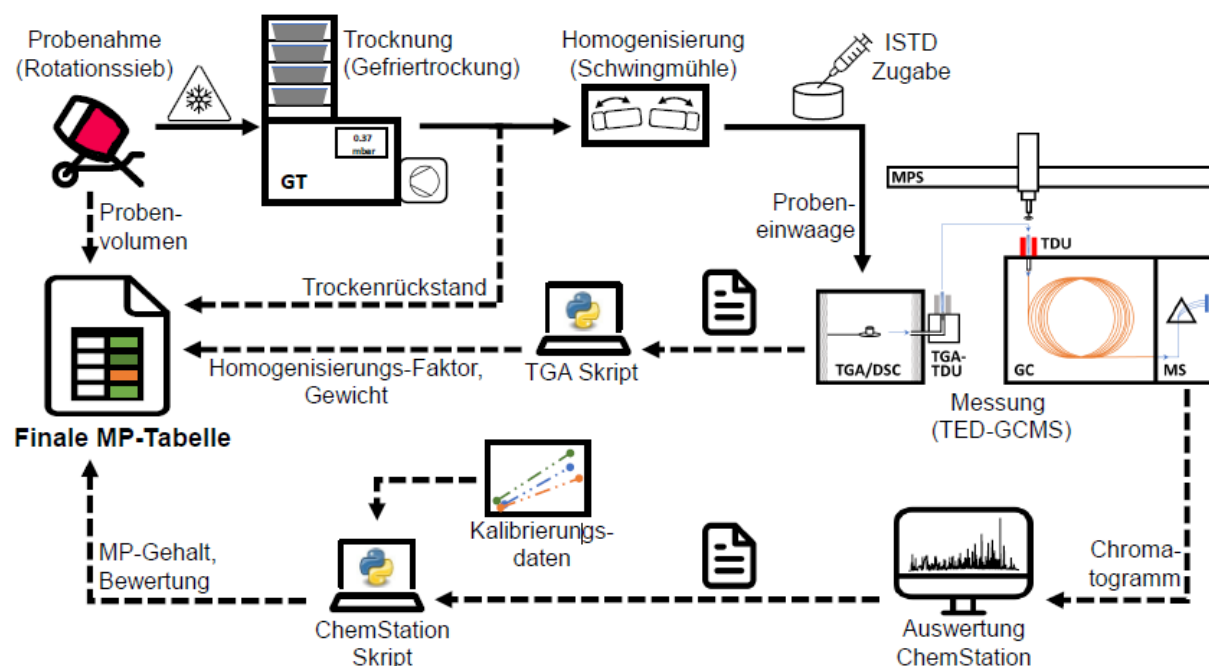 Probenahme
(Rotationssieb)
Trocknung
(Gefriertrockung)
Homogenisierung
(Schwingmühle)
ISTD
Zugabe
0.37
mbar
GT
MPS
Proben-
volumen
Proben-
einwaage
TDU
Trockenrückstand
TGA/DSC
TGA-
TDU
GC
MS
TGA Skript
Homogenisierungs-Faktor,
Gewicht
Messung
(TED-GCMS)
Finale MP-Tabelle
Kalibrierungs-
daten
MP-Gehalt,
Bewertung
Chroma-
togramm
ChemStation
Skript
Auswertung
ChemStation